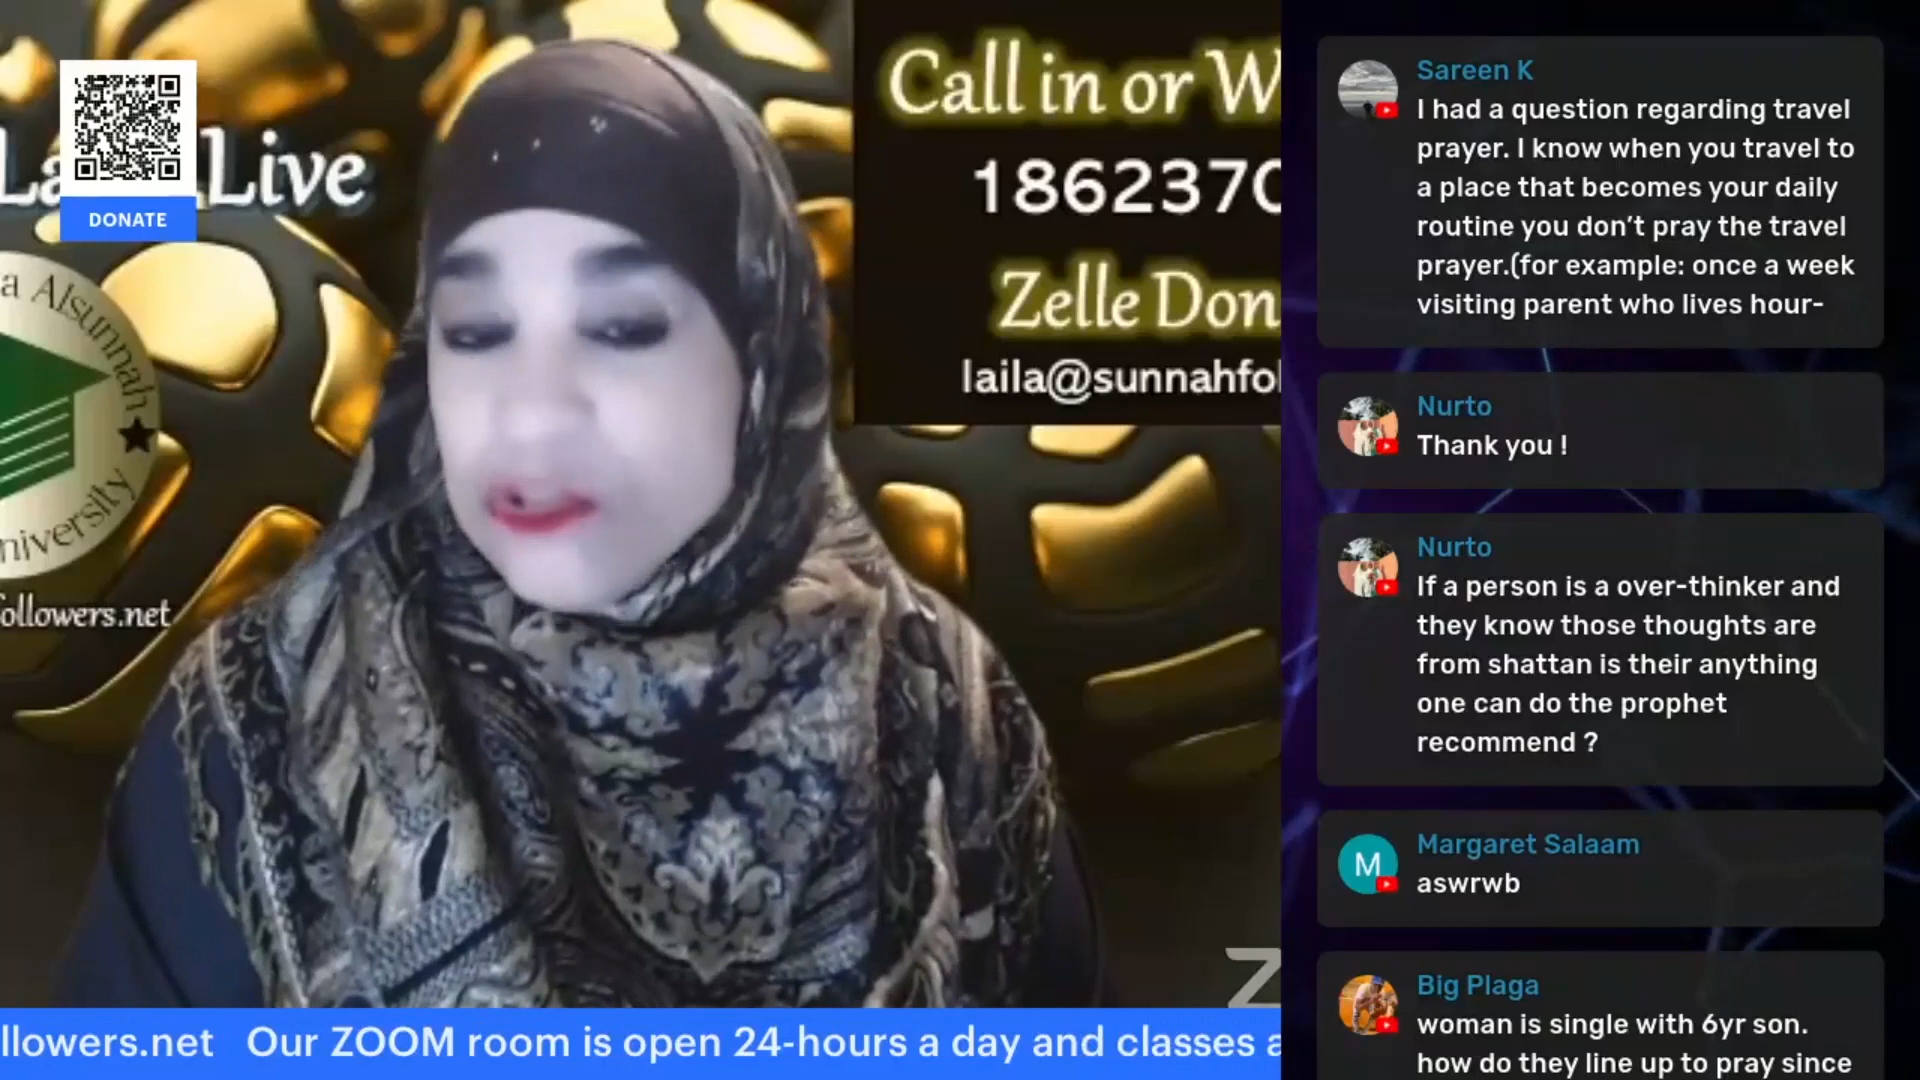 DONATE
La
Live
a Alsunnah
niversity
ollowers.net
Call in or W
1862370
Zelle Don
laila@sunnahfol
Z
llowers.net Our ZOOM room is open 24-hours a day and classes a
Sareen K
I had a question regarding travel
prayer. I know when you travel to
a place that becomes your daily
routine you don’t pray the travel
prayer.(for example: once a week
visiting parent who lives hour-
Nurto
Thank you !
Nurto
If a person is a over-thinker and
they know those thoughts are
from shattan is their anything
one can do the prophet
recommend ?
M
Margaret Salaam
aswrwb
Big Plaga
woman is single with 6yr son.
how do they line up to pray since